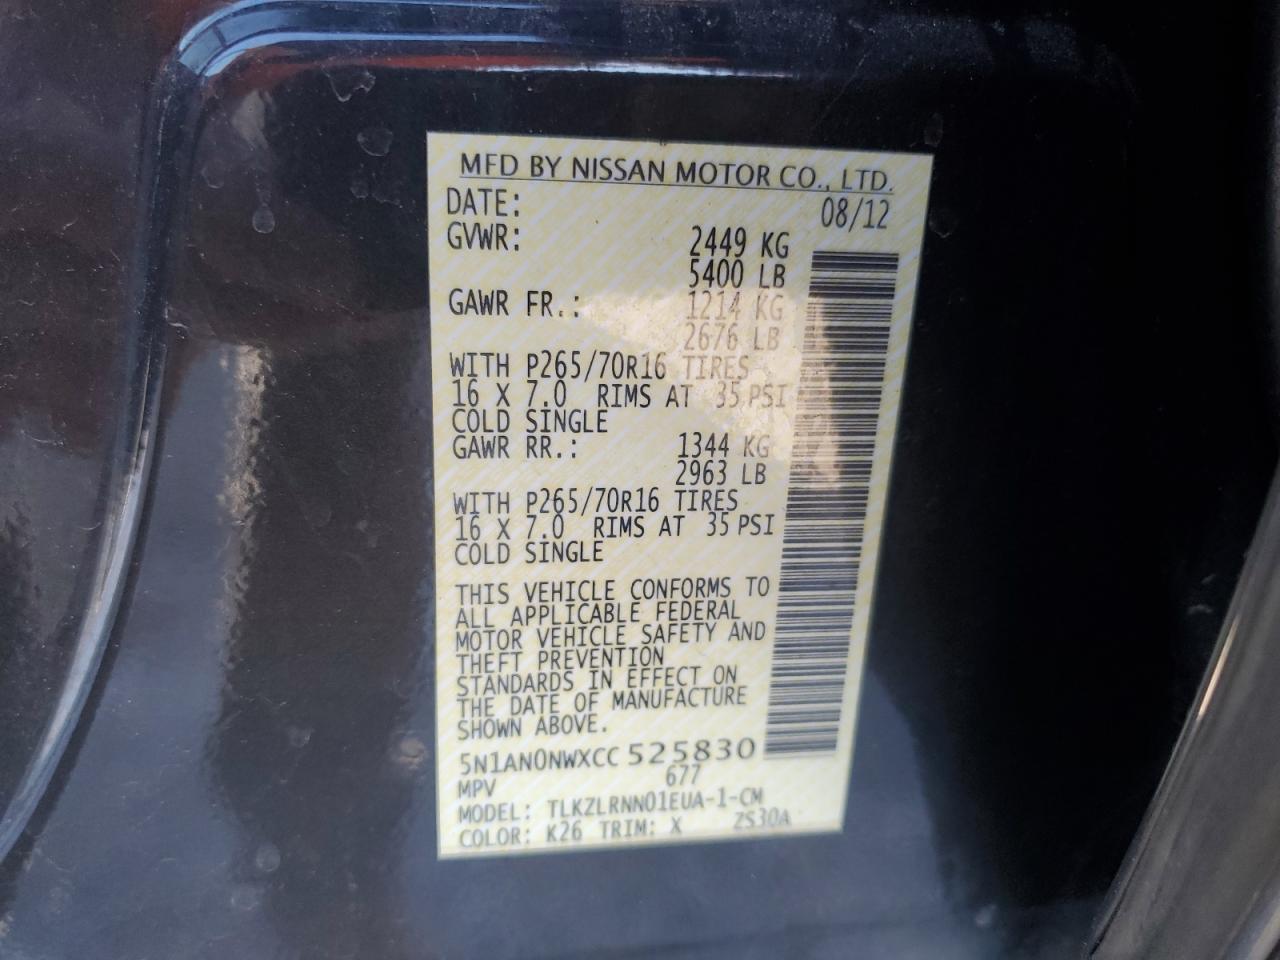 MFD BY NISSAN MOTOR CO., LTD.
DATE: 08/12
GVWR: 2449 KG
5400 LB
GAWR FR.: 1214 KG
2676 LB
WITH P265/70R16 TIRES
16 X 7.0 RIMS AT 35 PSI
COLD SINGLE
GAWR RR.: 1344 KG
2963 LB
WITH P265/70R16 TIRES
16 X 7.0 RIMS AT 35 PSI
COLD SINGLE
THIS VEHICLE CONFORMS TO
ALL APPLICABLE FEDERAL
MOTOR VEHICLE SAFETY AND
THEFT PREVENTION
STANDARDS IN EFFECT ON
THE DATE OF MANUFACTURE
SHOWN ABOVE.
5N1AN0NWXCC 525830
MPV 677
MODEL: TLKZLRNN01EUA-1-CM
COLOR: K26 TRIM: X ZS30A